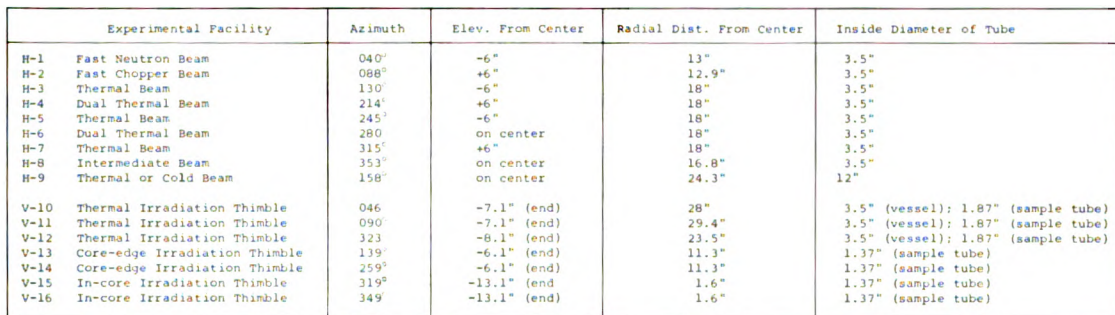 Experimental Facility Azimuth Elev. From Center Radial Dist. From Center Inside Diameter of Tube
H-1 Fast Neutron Beam 040° -6" 13" 3.5"
H-2 Fast Chopper Beam 088° +6" 12.9" 3.5"
H-3 Thermal Beam 130° -6" 18" 3.5"
H-4 Dual Thermal Beam 214° +6" 18" 3.5"
H-5 Thermal Beam 245° -6" 18" 3.5"
H-6 Dual Thermal Beam 280 on center 18" 3.5"
H-7 Thermal Beam 315° +6" 18" 3.5"
H-8 Intermediate Beam 353° on center 16.8" 3.5"
H-9 Thermal or Cold Beam 158° on center 24.3" 12"
V-10 Thermal Irradiation Thimble 046 -7.1" (end) 28" 3.5" (vessel); 1.87" (sample tube)
V-11 Thermal Irradiation Thimble 090° -7.1" (end) 29.4" 3.5" (vessel); 1.87" (sample tube)
V-12 Thermal Irradiation Thimble 323 -8.1" (end) 23.5" 3.5" (vessel); 1.87" (sample tube)
V-13 Core-edge Irradiation Thimble 139° -6.1" (end) 11.3" 1.37" (sample tube)
V-14 Core-edge Irradiation Thimble 259° -6.1" (end) 11.3" 1.37" (sample tube)
V-15 In-core Irradiation Thimble 319° -13.1" (end 1.6" 1.37" (sample tube)
V-16 In-core Irradiation Thimble 349° -13.1" (end) 1.6" 1.37" (sample tube)